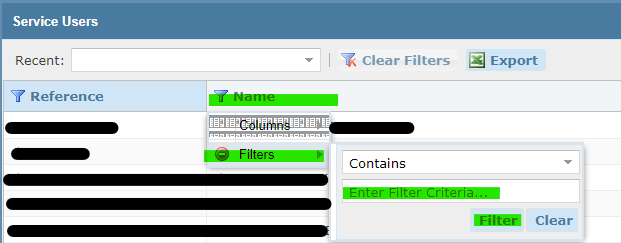 Service Users
Recent:
Clear Filters
Export
Reference
Name
Columns
Filters
Contains
Enter Filter Criteria...
Filter
Clear